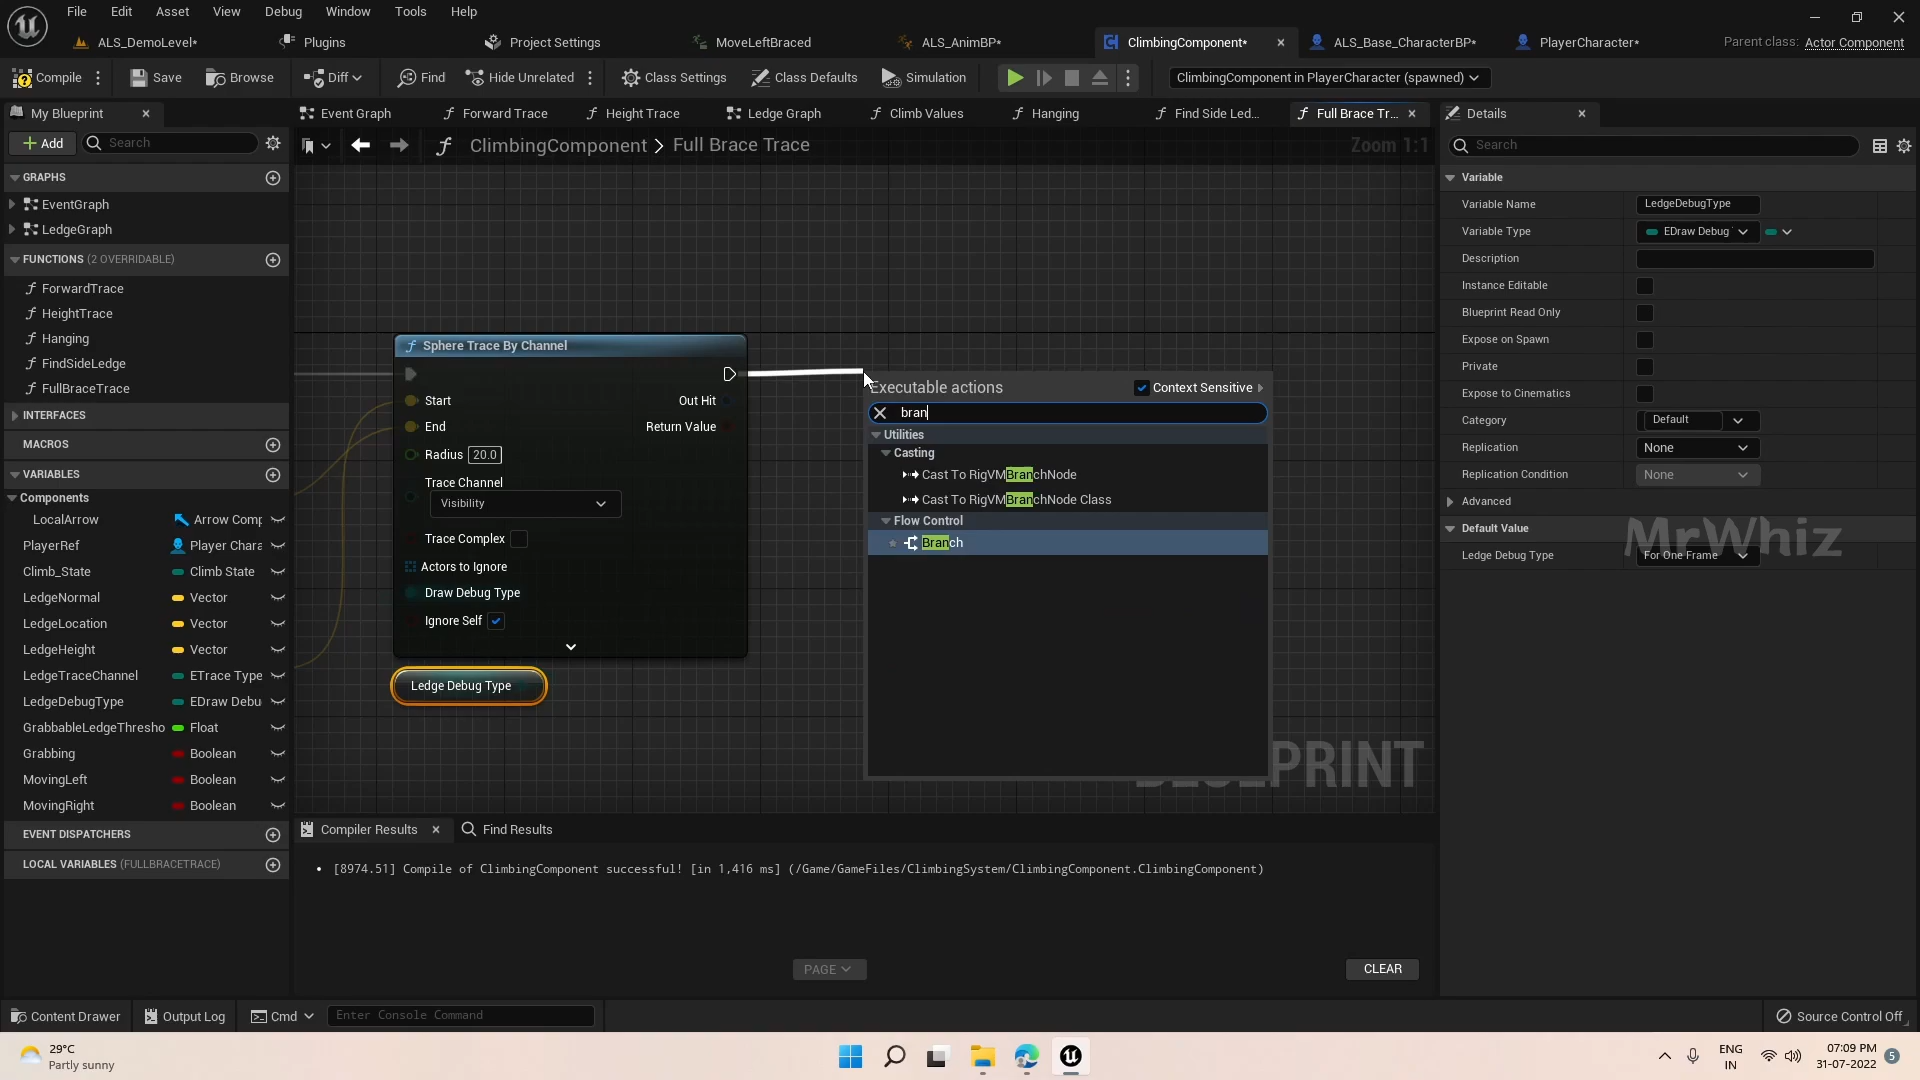 File Edit Asset View Debug Window Tools Help
ALS_DemoLevel* Plugins Project Settings MoveLeftBraced ALS_AnimBP* ClimbingComponent* ALS_Base_CharacterBP* PlayerCharacter* Parent class: Actor Component
Compile Save Browse Diff Find Hide Unrelated Class Settings Class Defaults Simulation ClimbingComponent in PlayerCharacter (spawned)
My Blueprint Event Graph Forward Trace Height Trace Ledge Graph Climb Values Hanging Find Side Led... Full Brace Tr... Details
Add Search ClimbingComponent > Full Brace Trace Zoom 1:1 Search
GRAPHS
EventGraph
LedgeGraph
FUNCTIONS (2 OVERRIDABLE)
ForwardTrace
HeightTrace
Hanging
FindSideLedge
FullBraceTrace
INTERFACES
MACROS
VARIABLES
Components
LocalArrow Arrow Comp
PlayerRef Player Chara
Climb_State Climb State
LedgeNormal Vector
LedgeLocation Vector
LedgeHeight Vector
LedgeTraceChannel ETrace Type
LedgeDebugType EDraw Debu
GrabbableLedgeThresho Float
Grabbing Boolean
MovingLeft Boolean
MovingRight Boolean
EVENT DISPATCHERS
LOCAL VARIABLES (FULLBRACETRACE)
Sphere Trace By Channel
Start Out Hit
End Return Value
Radius 20.0
Trace Channel
Visibility
Trace Complex
Actors to Ignore
Draw Debug Type
Ignore Self
Ledge Debug Type
Executable actions Context Sensitive
bran
Utilities
Casting
Cast To RigVMBranchNode
Cast To RigVMBranchNode Class
Flow Control
Branch
BLUEPRINT
Variable
Variable Name LedgeDebugType
Variable Type EDraw Debug
Description
Instance Editable
Blueprint Read Only
Expose on Spawn
Private
Expose to Cinematics
Category Default
Replication None
Replication Condition None
Advanced
Default Value
Ledge Debug Type For One Frame
MrWhiz
Compiler Results Find Results
[8974.51] Compile of ClimbingComponent successful! [in 1,416 ms] (/Game/GameFiles/ClimbingSystem/ClimbingComponent.ClimbingComponent)
PAGE CLEAR
Content Drawer Output Log Cmd Enter Console Command Source Control Off
29°C
Partly sunny
ENG
IN
07:09 PM
31-07-2022
5